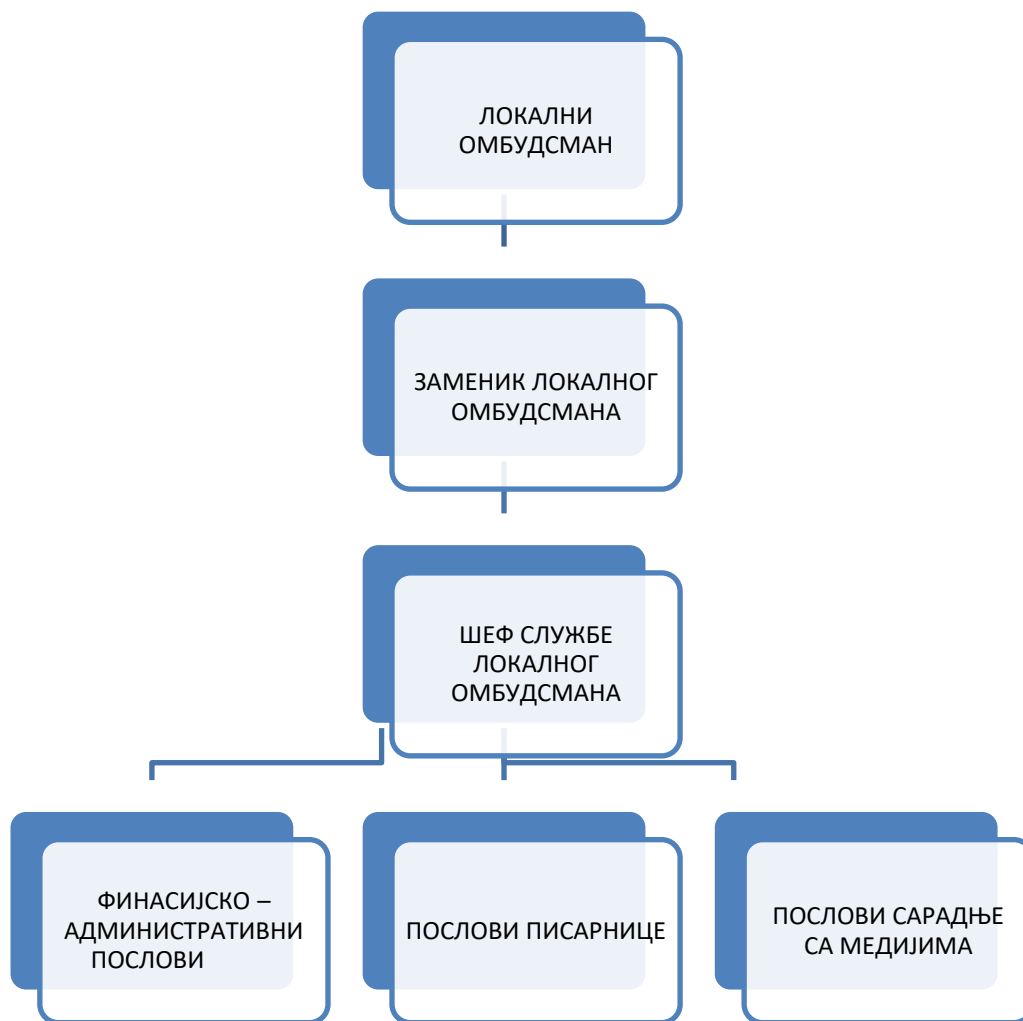 ЛОКАЛНИ
ОМБУДСМАН
ЗАМЕНИК ЛОКАЛНОГ
ОМБУДСМАНА
ШЕФ СЛУЖБЕ
ЛОКАЛНОГ
ОМБУДСМАНА
ФИНАСИЈСКО –
АДМИНИСТРАТИВНИ
ПОСЛОВИ
ПОСЛОВИ ПИСАРНИЦЕ
ПОСЛОВИ САРАДЊЕ
СА МЕДИЈИМА